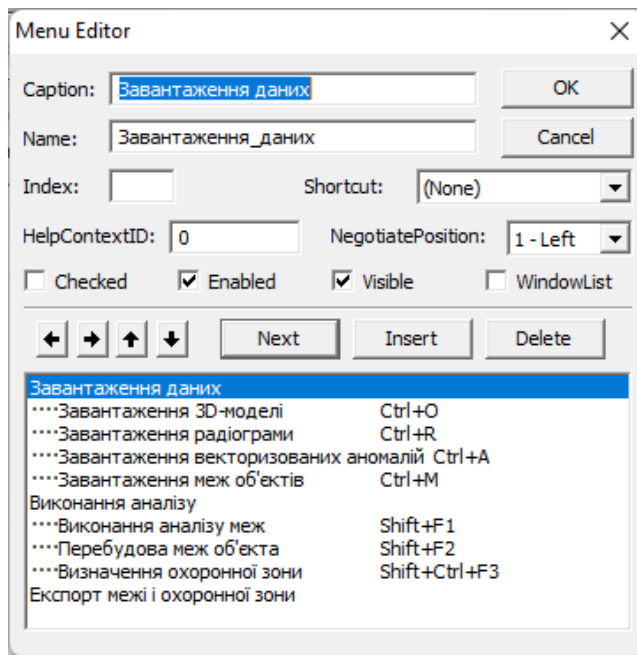 Menu Editor
Caption: Завантаження даних OK
Name: Завантаження_даних Cancel
Index: Shortcut: (None)
HelpContextID: 0 NegotiatePosition: 1 - Left
Checked Enabled Visible WindowList
Next Insert Delete
Завантаження даних
····Завантаження 3D-моделі Ctrl+O
····Завантаження радіограми Ctrl+R
····Завантаження векторизованих аномалій Ctrl+A
····Завантаження меж об'єктів Ctrl+M
Виконання аналізу
····Виконання аналізу меж Shift+F1
····Перебудова меж об'єкта Shift+F2
····Визначення охоронної зони Shift+Ctrl+F3
Експорт межі і охоронної зони